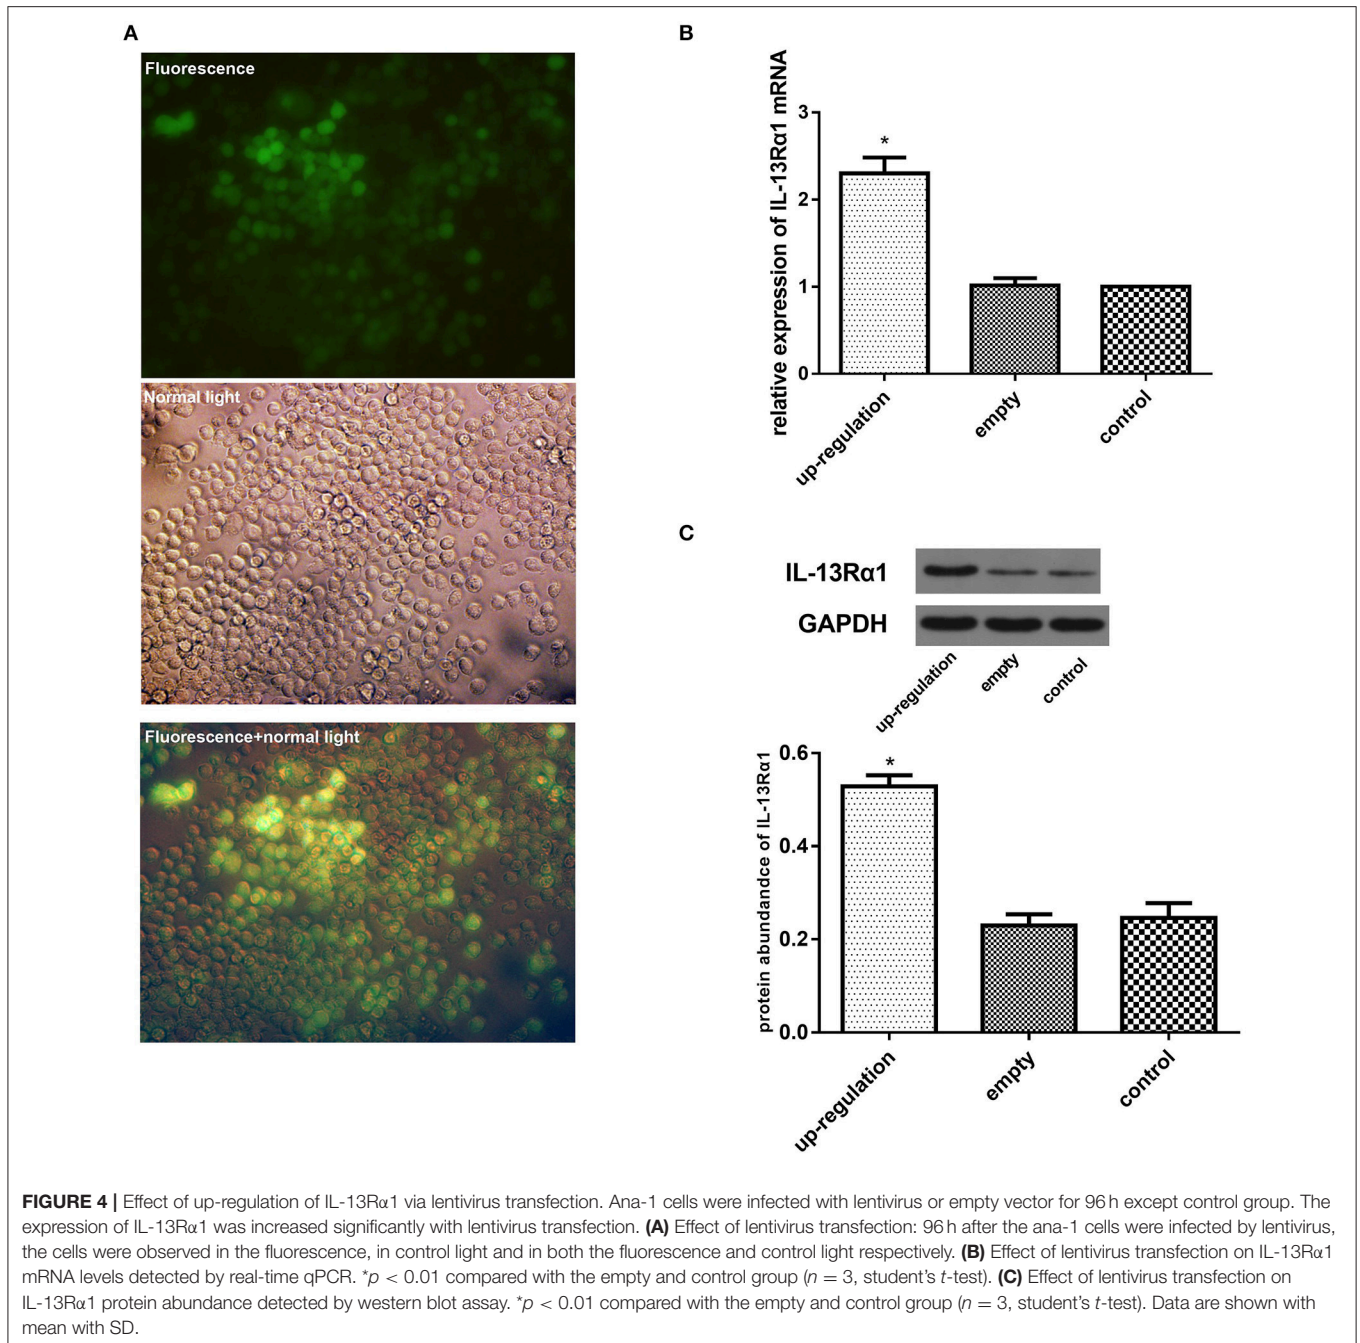 A
Fluorescence
Normal light
Fluorescence+normal light
B
relative expression of IL-13Rα1 mRNA
3
2
1
0
*
up-regulation
empty
control
C
IL-13Rα1
GAPDH
up-regulation
empty
control
protein abundandce of IL-13Rα1
0.6
0.4
0.2
0.0
*
up-regulation
empty
control
FIGURE 4 | Effect of up-regulation of IL-13Rα1 via lentivirus transfection. Ana-1 cells were infected with lentivirus or empty vector for 96 h except control group. The
expression of IL-13Rα1 was increased significantly with lentivirus transfection. (A) Effect of lentivirus transfection: 96 h after the ana-1 cells were infected by lentivirus,
the cells were observed in the fluorescence, in control light and in both the fluorescence and control light respectively. (B) Effect of lentivirus transfection on IL-13Rα1
mRNA levels detected by real-time qPCR. *p < 0.01 compared with the empty and control group (n = 3, student's t-test). (C) Effect of lentivirus transfection on
IL-13Rα1 protein abundance detected by western blot assay. *p < 0.01 compared with the empty and control group (n = 3, student's t-test). Data are shown with
mean with SD.